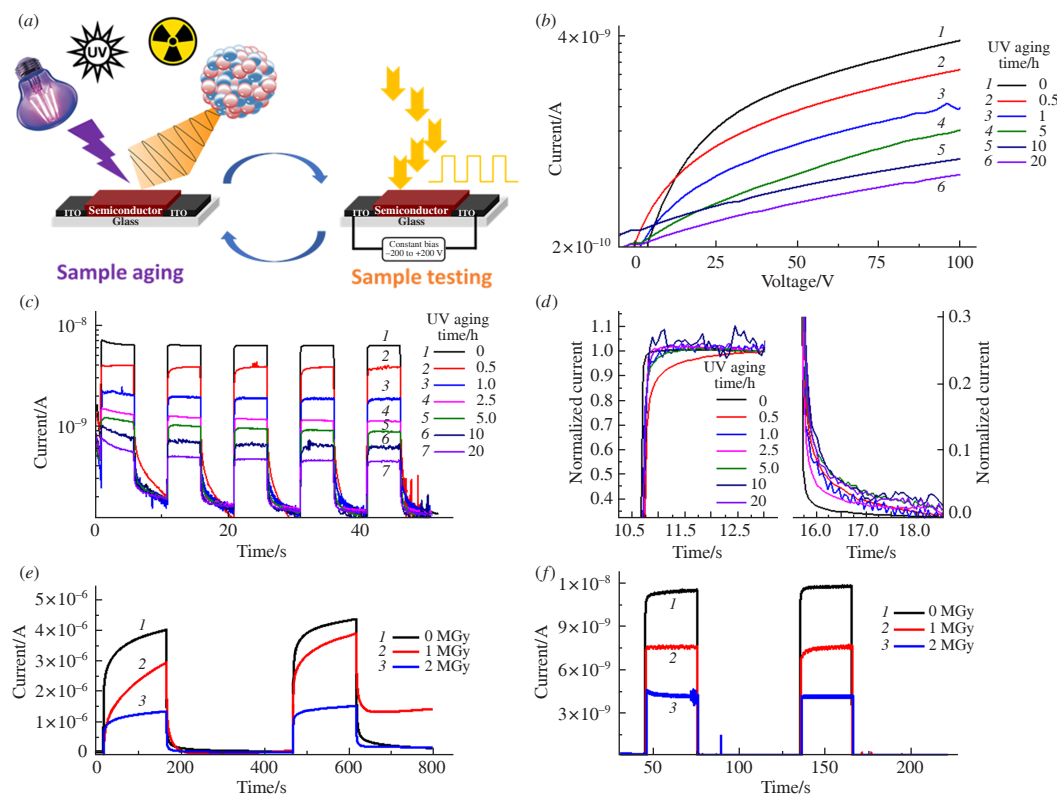 (a)
UV
ITO
Semiconductor
ITO
Glass
Sample aging
ITO
Semiconductor
ITO
Glass
Constant bias
−200 to +200 V
Sample testing
(b)
4×10⁻⁹
2×10⁻¹⁰
Current/A
0 25 50 75 100
Voltage/V
1
2
3
4
5
6
UV aging
time/h
1 0
2 0.5
3 1
4 5
5 10
6 20
(c)
10⁻⁸
10⁻⁹
Current/A
0 20 40
Time/s
1
2
3
4
5
6
7
UV aging
time/h
1 0
2 0.5
3 1.0
4 2.5
5 5.0
6 10
7 20
(d)
1.1
1.0
0.9
0.8
0.7
0.6
0.5
0.4
Normalized current
10.5 11.5 12.5
Time/s
UV aging
time/h
0
0.5
1.0
2.5
5.0
10
20
0.3
0.2
0.1
0.0
Normalized current
16.0 17.0 18.0
Time/s
(e)
5×10⁻⁶
4×10⁻⁶
3×10⁻⁶
2×10⁻⁶
1×10⁻⁶
0
Current/A
0 200 400 600 800
Time/s
1
2
3
1 0 MGy
2 1 MGy
3 2 MGy
(f)
1×10⁻⁸
9×10⁻⁹
6×10⁻⁹
3×10⁻⁹
Current/A
50 100 150 200
Time/s
1
2
3
1 0 MGy
2 1 MGy
3 2 MGy